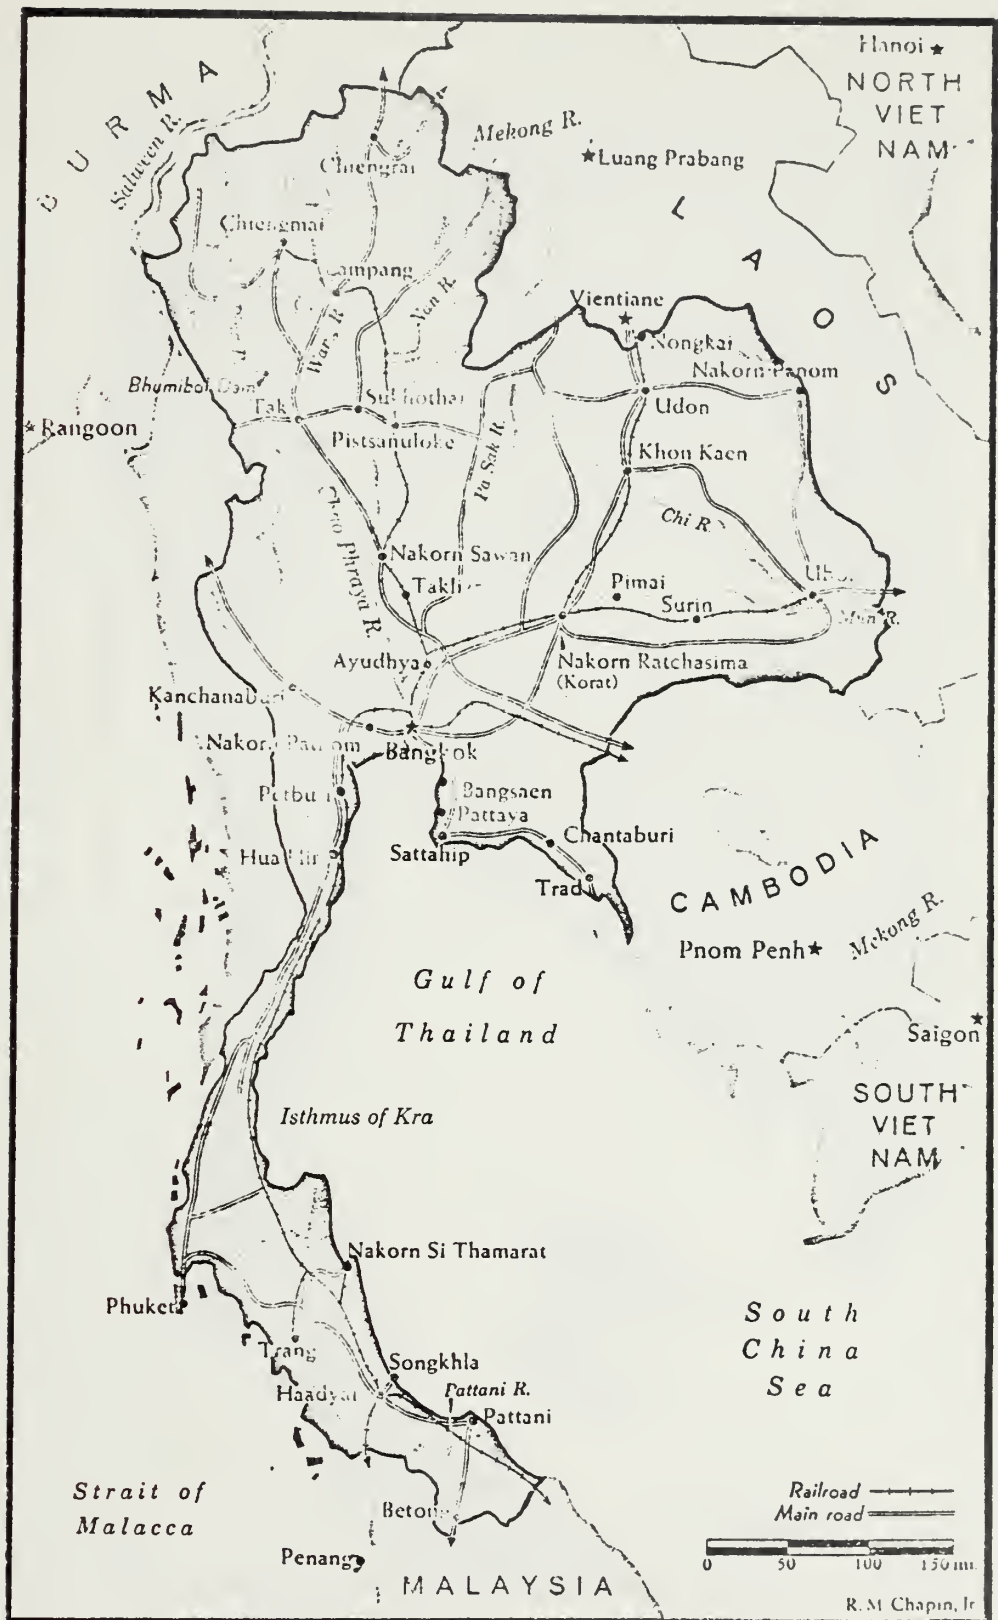 Hanoi
NORTH
VIET
NAM
BURMA
Salween R.
Mekong R.
Luang Prabang
Chiengrai
LAOS
Chiengmai
Lampang
Vientiane
Nongkai
Nakorn Panom
Bhumibol Dam
Tak
Udon
Rangoon
Pistsanuloke
Khon Kaen
Pa Sak R.
Chi R.
Chao Phraya R.
Nakorn Sawan
Takli
Pimai
Surin
Mun R.
Ayudhya
Nakorn Ratchasima
(Korat)
Kanchanaburi
Bangkok
Bangsaen
Pattaya
Chantaburi
Sattahip
Trad
CAMBODIA
Pnom Penh
Mekong R.
Gulf of
Thailand
Saigon
SOUTH
VIET
NAM
Isthmus of Kra
Nakorn Si Thamarat
Phuket
South
China
Sea
Trang
Songkhla
Haadyai
Pattani R.
Pattani
Strait of
Malacca
Betong
Penang
MALAYSIA
Railroad
Main road
0 50 100 150 mi.
R. M Chapin, Jr